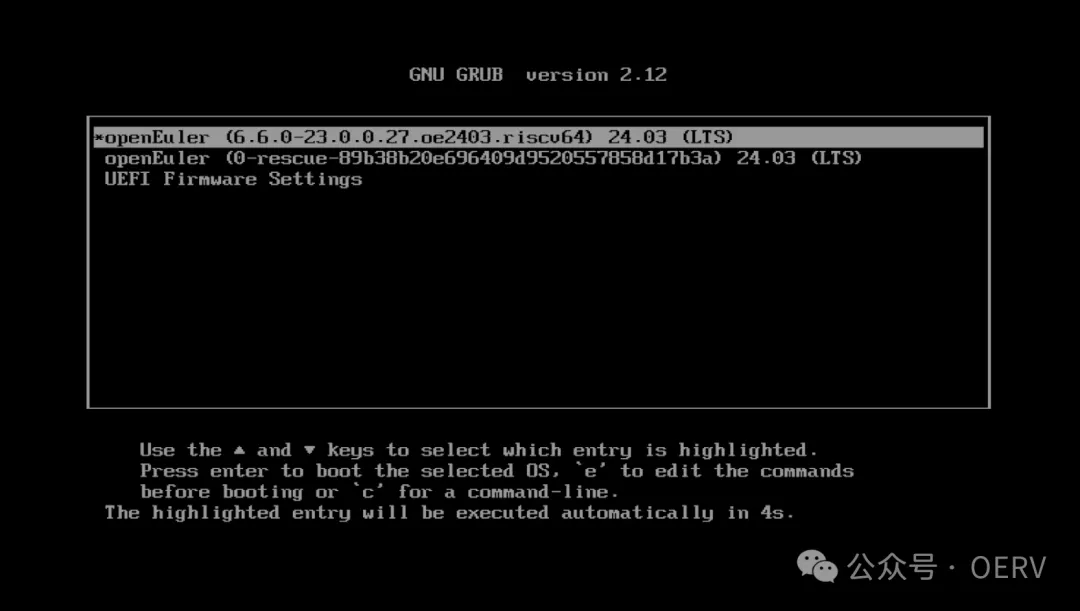 GNU GRUB version 2.12
*openEuler (6.6.0-23.0.0.27.oe2403.riscv64) 24.03 (LTS)
openEuler (0-rescue-89b38b20e696409d9520557858d17b3a) 24.03 (LTS)
UEFI Firmware Settings
Use the ▲ and ▼ keys to select which entry is highlighted.
Press enter to boot the selected OS, `e' to edit the commands
before booting or `c' for a command-line.
The highlighted entry will be executed automatically in 4s.
公众号 · OERV